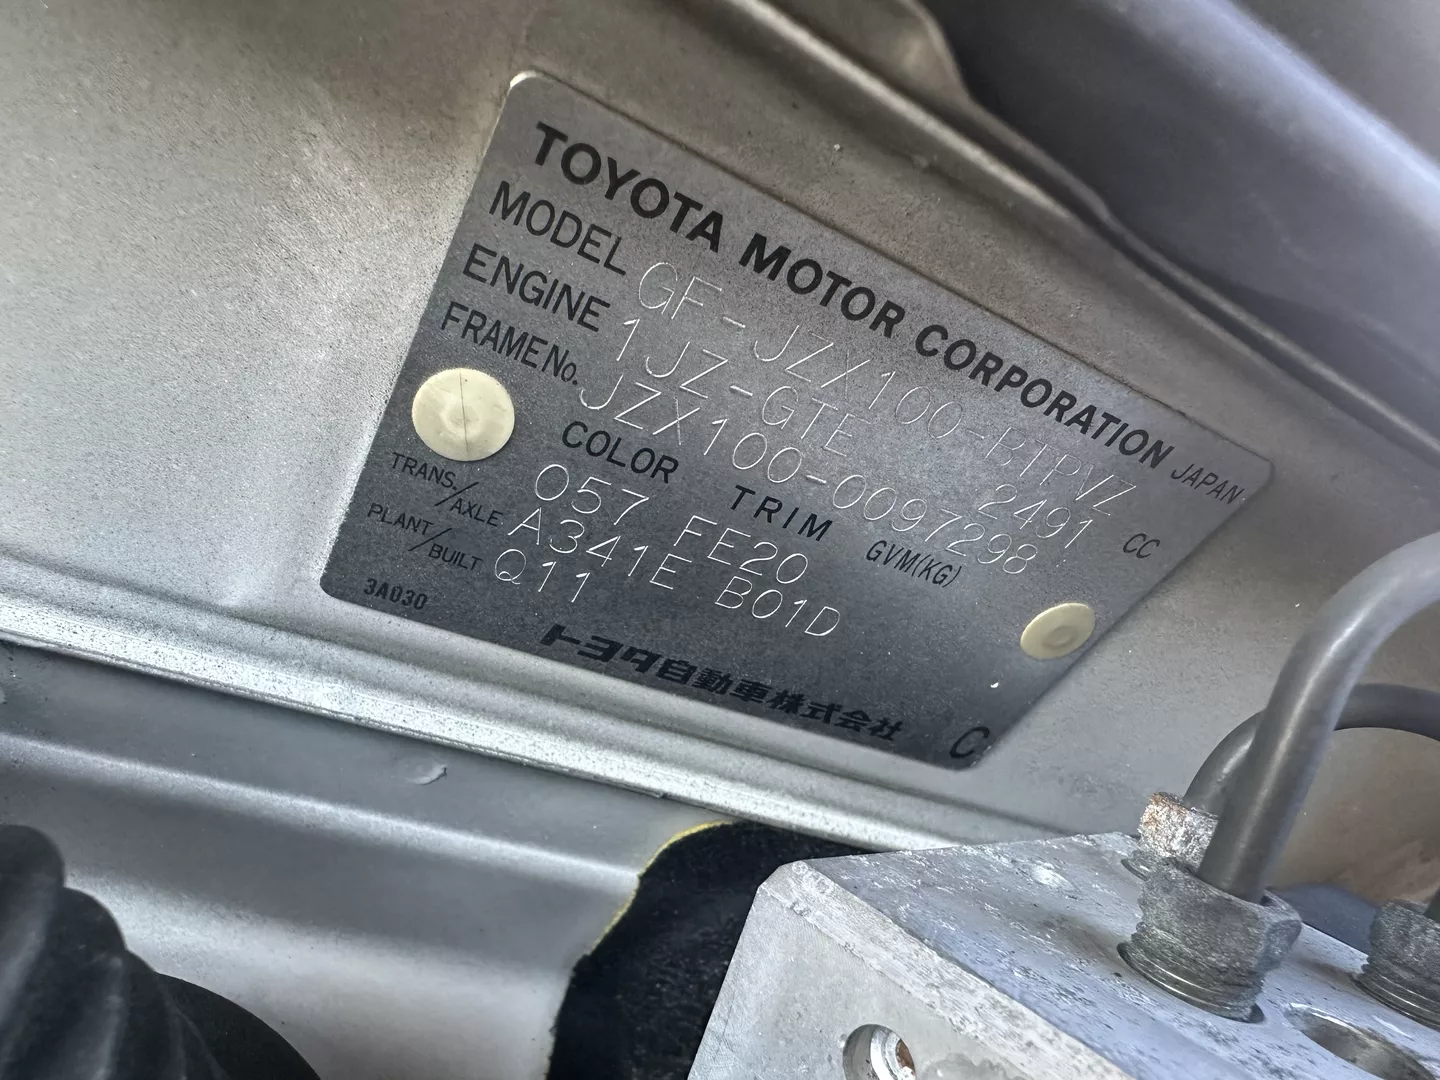 TOYOTA MOTOR CORPORATION JAPAN
MODEL GF-JZX100-BTPVZ
ENGINE 1JZ-GTE 2491 CC
FRAME No. JZX100-0097298
COLOR TRIM GVM(KG)
057 FE20
TRANS./AXLE A341E B01D
PLANT/BUILT Q11
3A030
トヨタ自動車株式会社 C